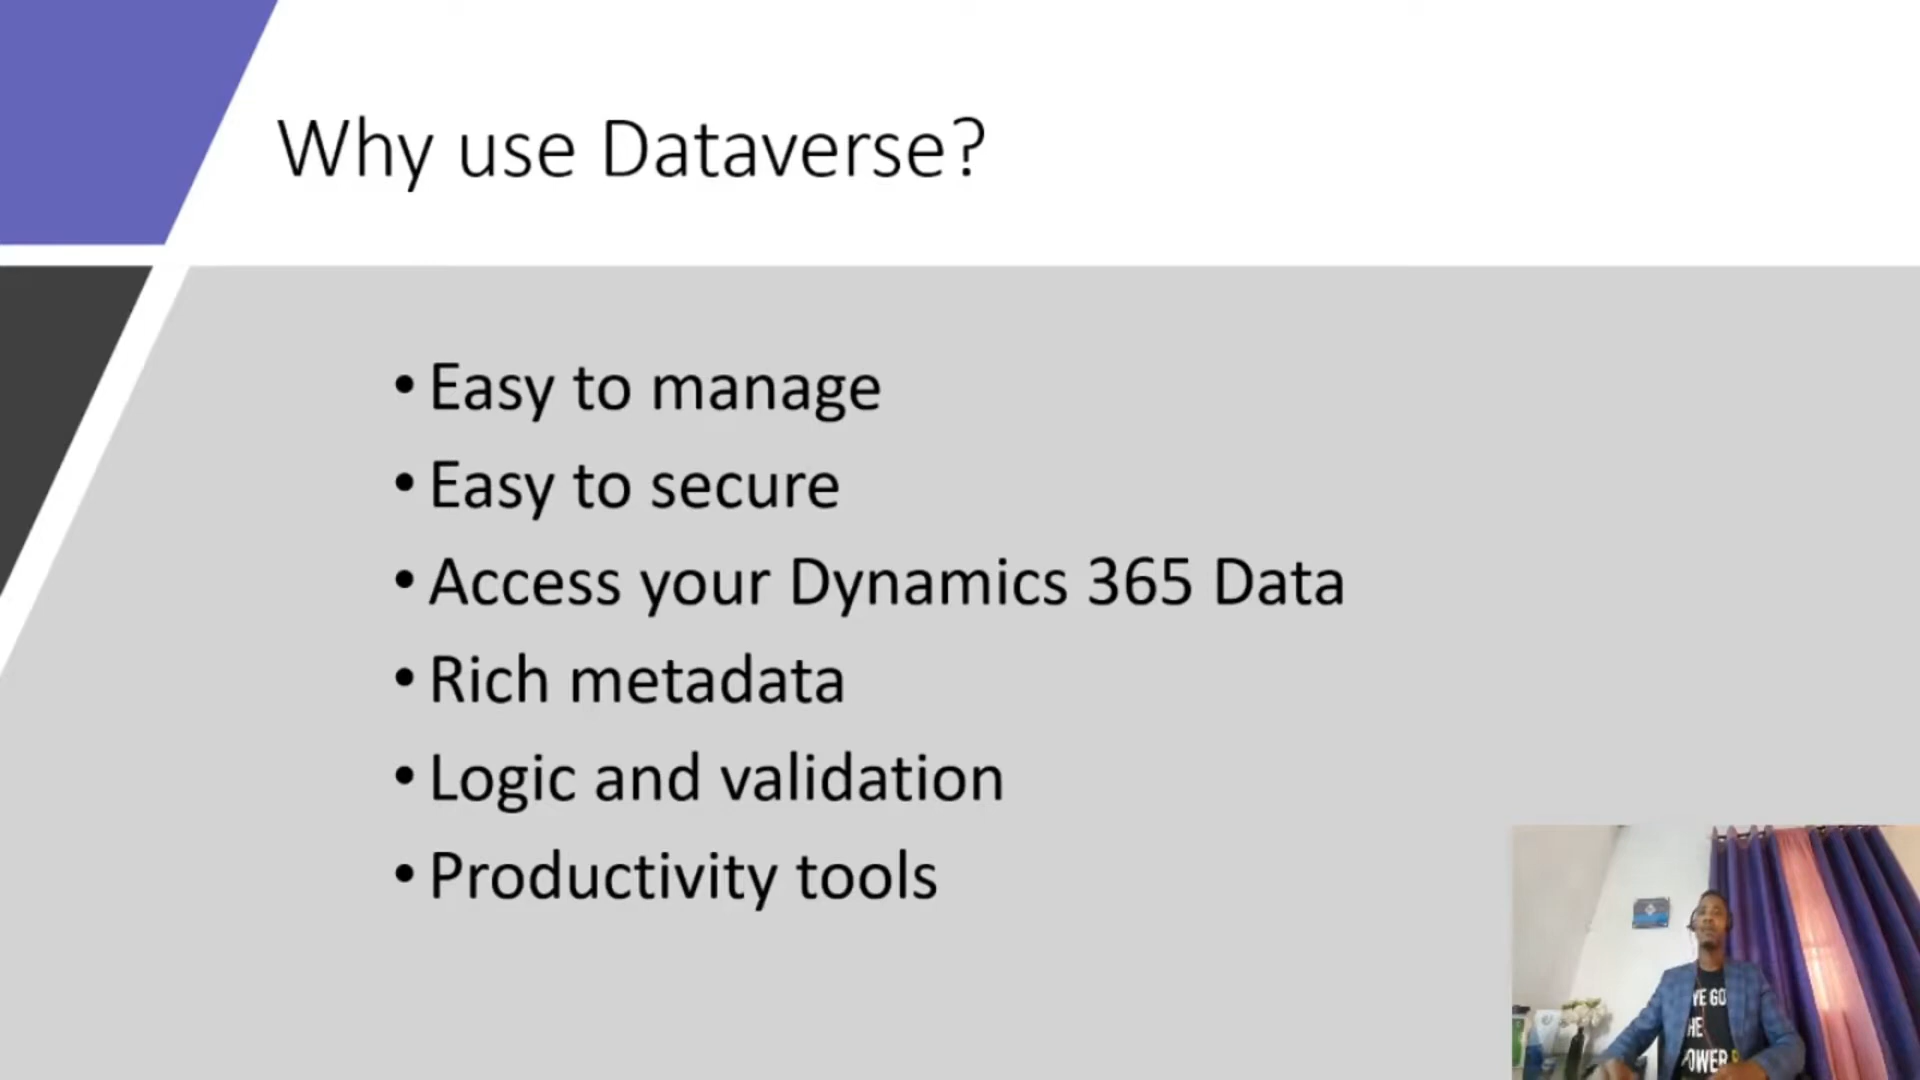 Why use Dataverse?
• Easy to manage
• Easy to secure
• Access your Dynamics 365 Data
• Rich metadata
• Logic and validation
• Productivity tools